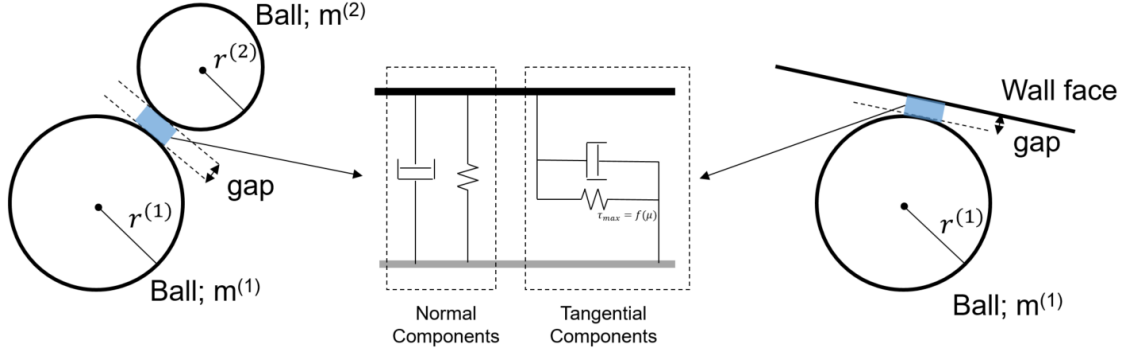 Ball; m⁽²⁾
r⁽²⁾
gap
r⁽¹⁾
Ball; m⁽¹⁾
τₘₐₓ = f(μ)
Normal
Components
Tangential
Components
Wall face
gap
r⁽¹⁾
Ball; m⁽¹⁾